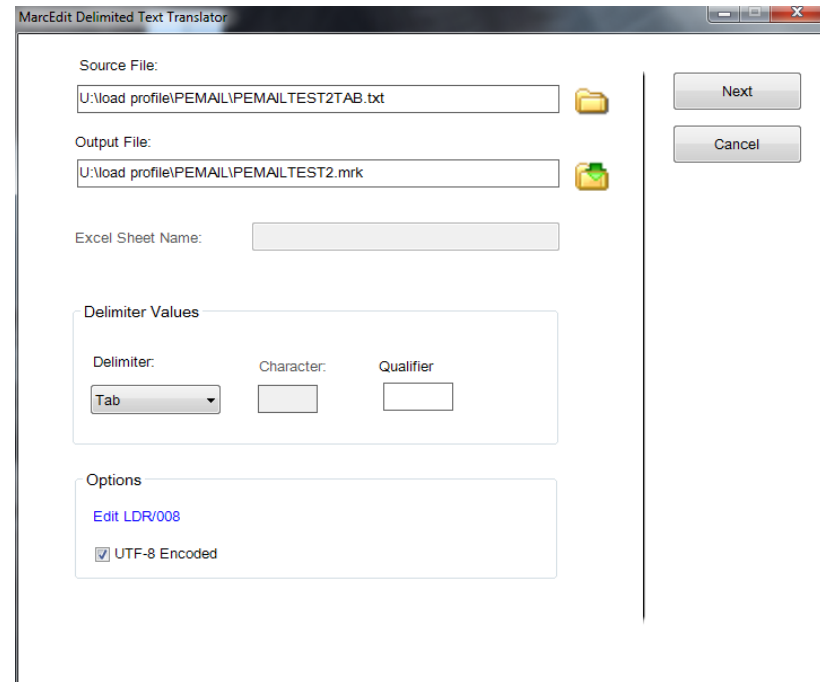 MarcEdit Delimited Text Translator
Source File:
U:\load profile\PEMAIL\PEMAILTEST2TAB.txt
Next
Output File:
Cancel
U:\load profile\PEMAIL\PEMAILTEST2.mrk
Excel Sheet Name:
Delimiter Values
Delimiter: Character: Qualifier
Tab
Options
Edit LDR/008
UTF-8 Encoded